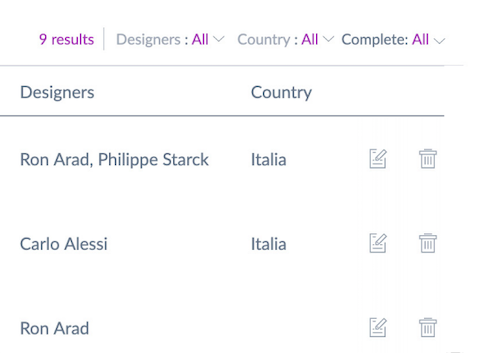 9 results Designers : All Country : All Complete: All
Designers Country
Ron Arad, Philippe Starck Italia
Carlo Alessi Italia
Ron Arad